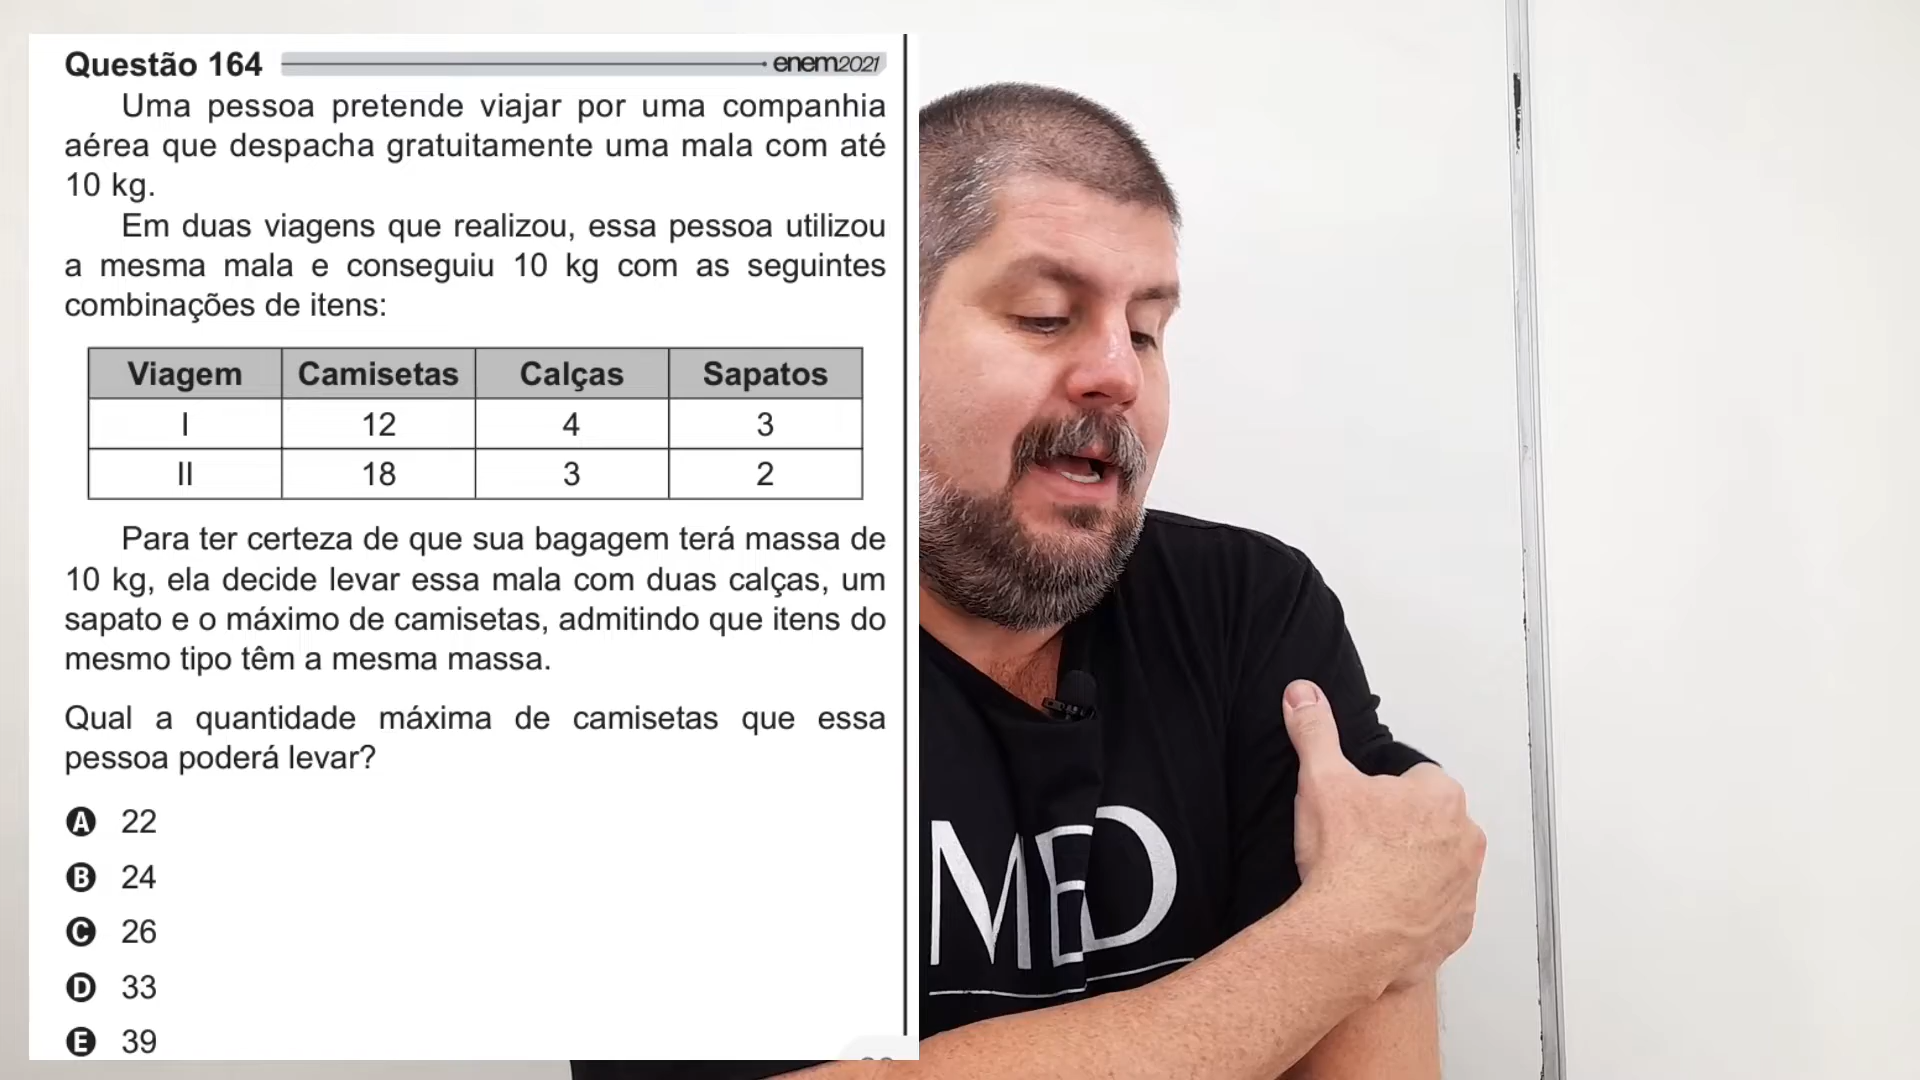 Questão 164
enem2021
Uma pessoa pretende viajar por uma companhia
aérea que despacha gratuitamente uma mala com até
10 kg.
Em duas viagens que realizou, essa pessoa utilizou
a mesma mala e conseguiu 10 kg com as seguintes
combinações de itens:
Viagem Camisetas Calças Sapatos
I 12 4 3
II 18 3 2
Para ter certeza de que sua bagagem terá massa de
10 kg, ela decide levar essa mala com duas calças, um
sapato e o máximo de camisetas, admitindo que itens do
mesmo tipo têm a mesma massa.
Qual a quantidade máxima de camisetas que essa
pessoa poderá levar?
A 22
B 24
C 26
D 33
E 39
MED